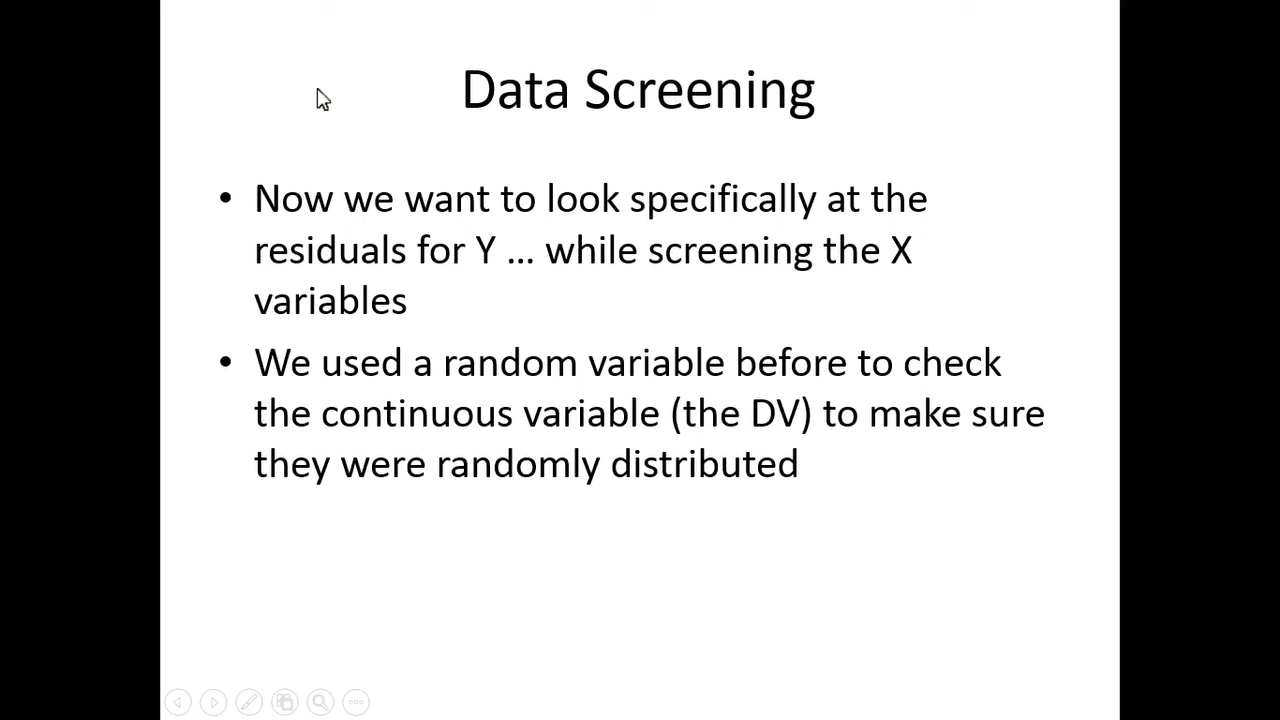 Data Screening
• Now we want to look specifically at the
residuals for Y … while screening the X
variables
• We used a random variable before to check
the continuous variable (the DV) to make sure
they were randomly distributed